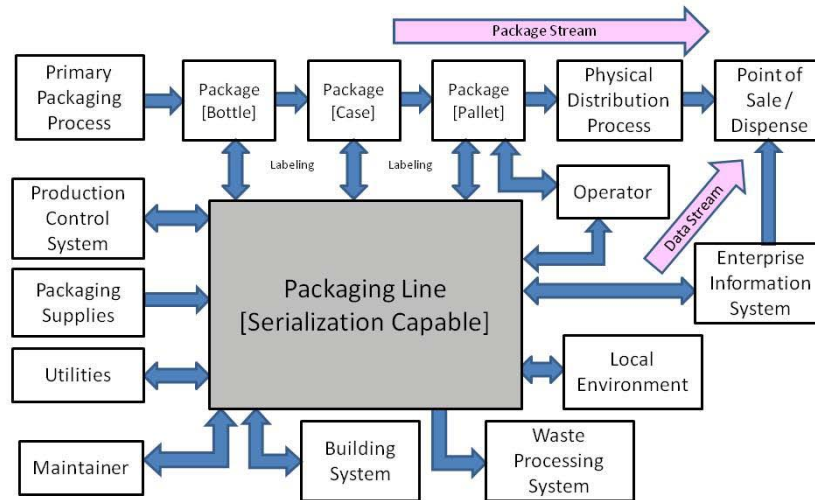 Package Stream
Primary
Packaging
Process
Package
[Bottle]
Package
[Case]
Package
[Pallet]
Physical
Distribution
Process
Point of
Sale /
Dispense
Labeling
Labeling
Production
Control
System
Operator
Data Stream
Packaging Line
[Serialization Capable]
Enterprise
Information
System
Packaging
Supplies
Utilities
Local
Environment
Maintainer
Building
System
Waste
Processing
System